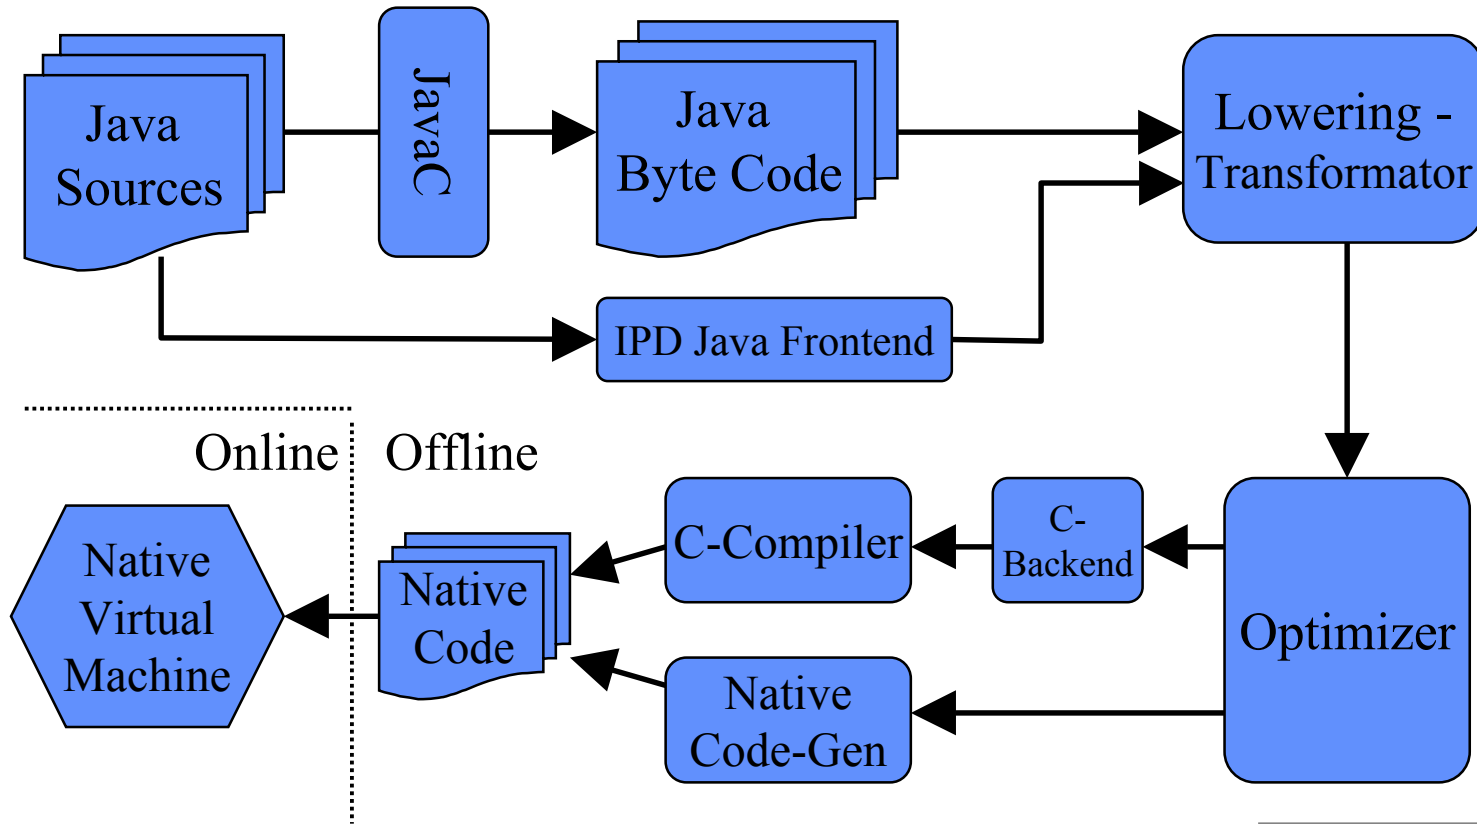 Java
Sources
JavaC
Java
Byte Code
Lowering -
Transformator
IPD Java Frontend
Online
Offline
Native
Virtual
Machine
Native
Code
C-Compiler
C-
Backend
Native
Code-Gen
Optimizer